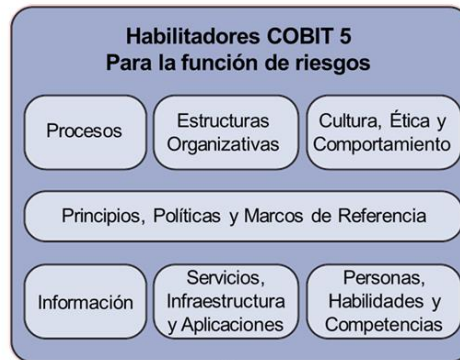 Habilitadores COBIT 5
Para la función de riesgos
Procesos
Estructuras
Organizativas
Cultura, Ética y
Comportamiento
Principios, Políticas y Marcos de Referencia
Información
Servicios,
Infraestructura
y Aplicaciones
Personas,
Habilidades y
Competencias